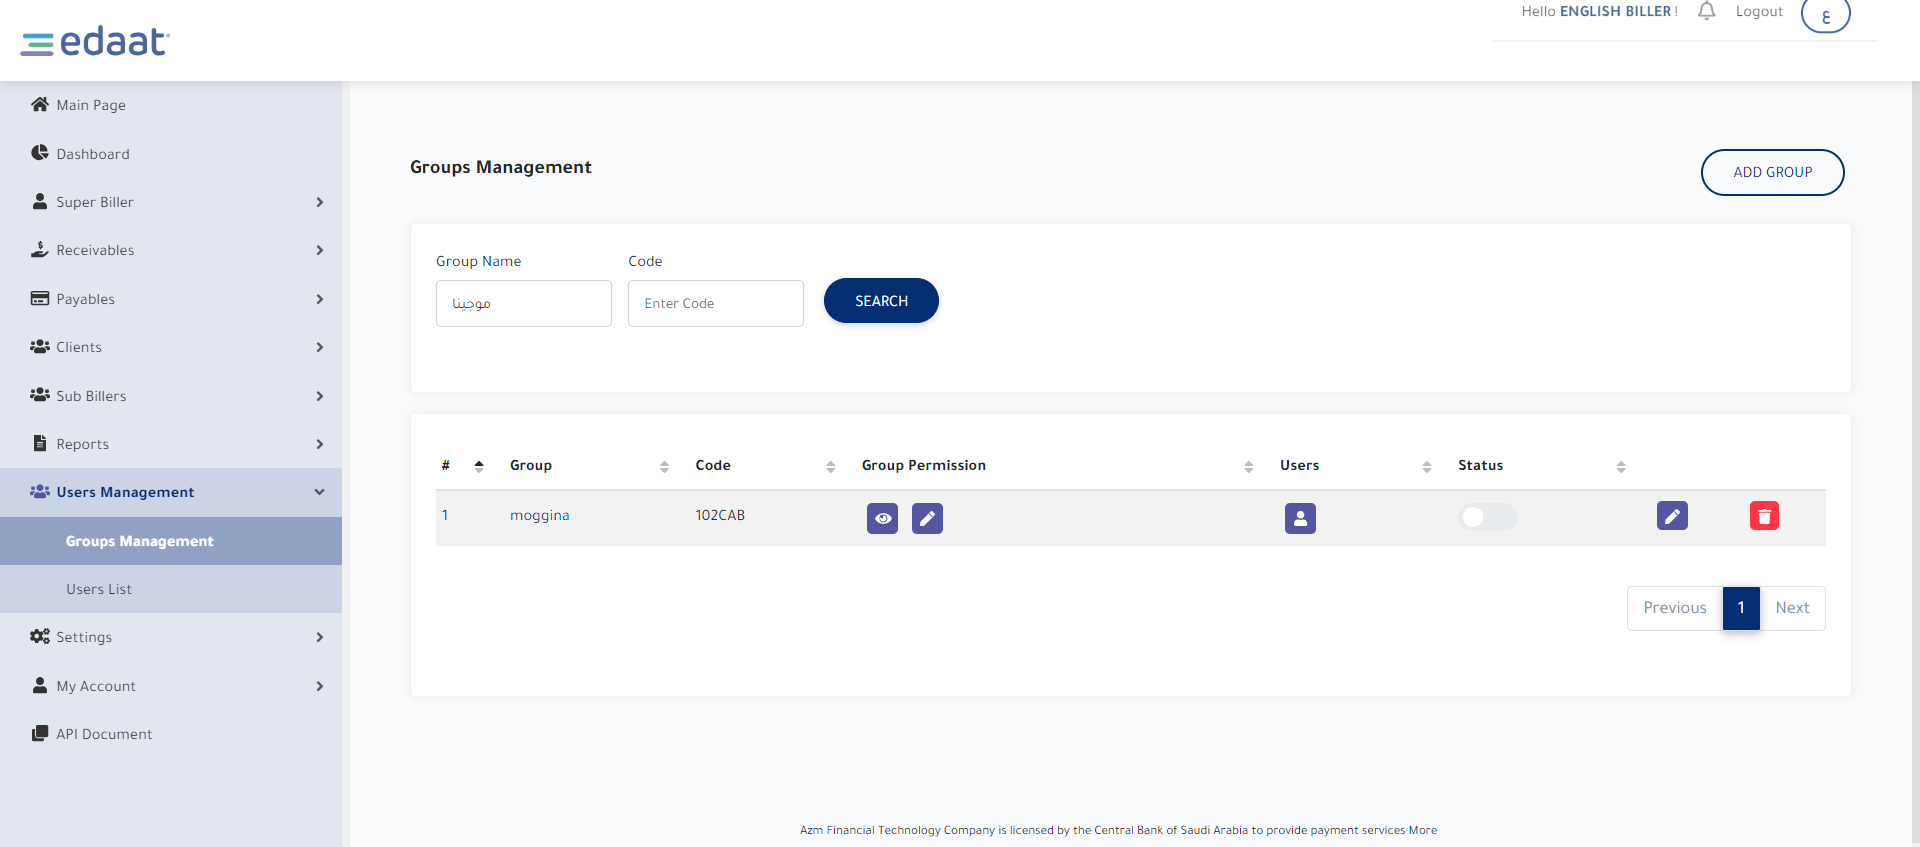 edaat
Hello ENGLISH BILLER !
Logout
ع
Main Page
Dashboard
Super Biller
Receivables
Payables
Clients
Sub Billers
Reports
Users Management
Groups Management
Users List
Settings
My Account
API Document
Groups Management
ADD GROUP
Group Name
Code
موجينا
Enter Code
SEARCH
# Group Code Group Permission Users Status
1 moggina 102CAB
Previous 1 Next
Azm Financial Technology Company is licensed by the Central Bank of Saudi Arabia to provide payment services More